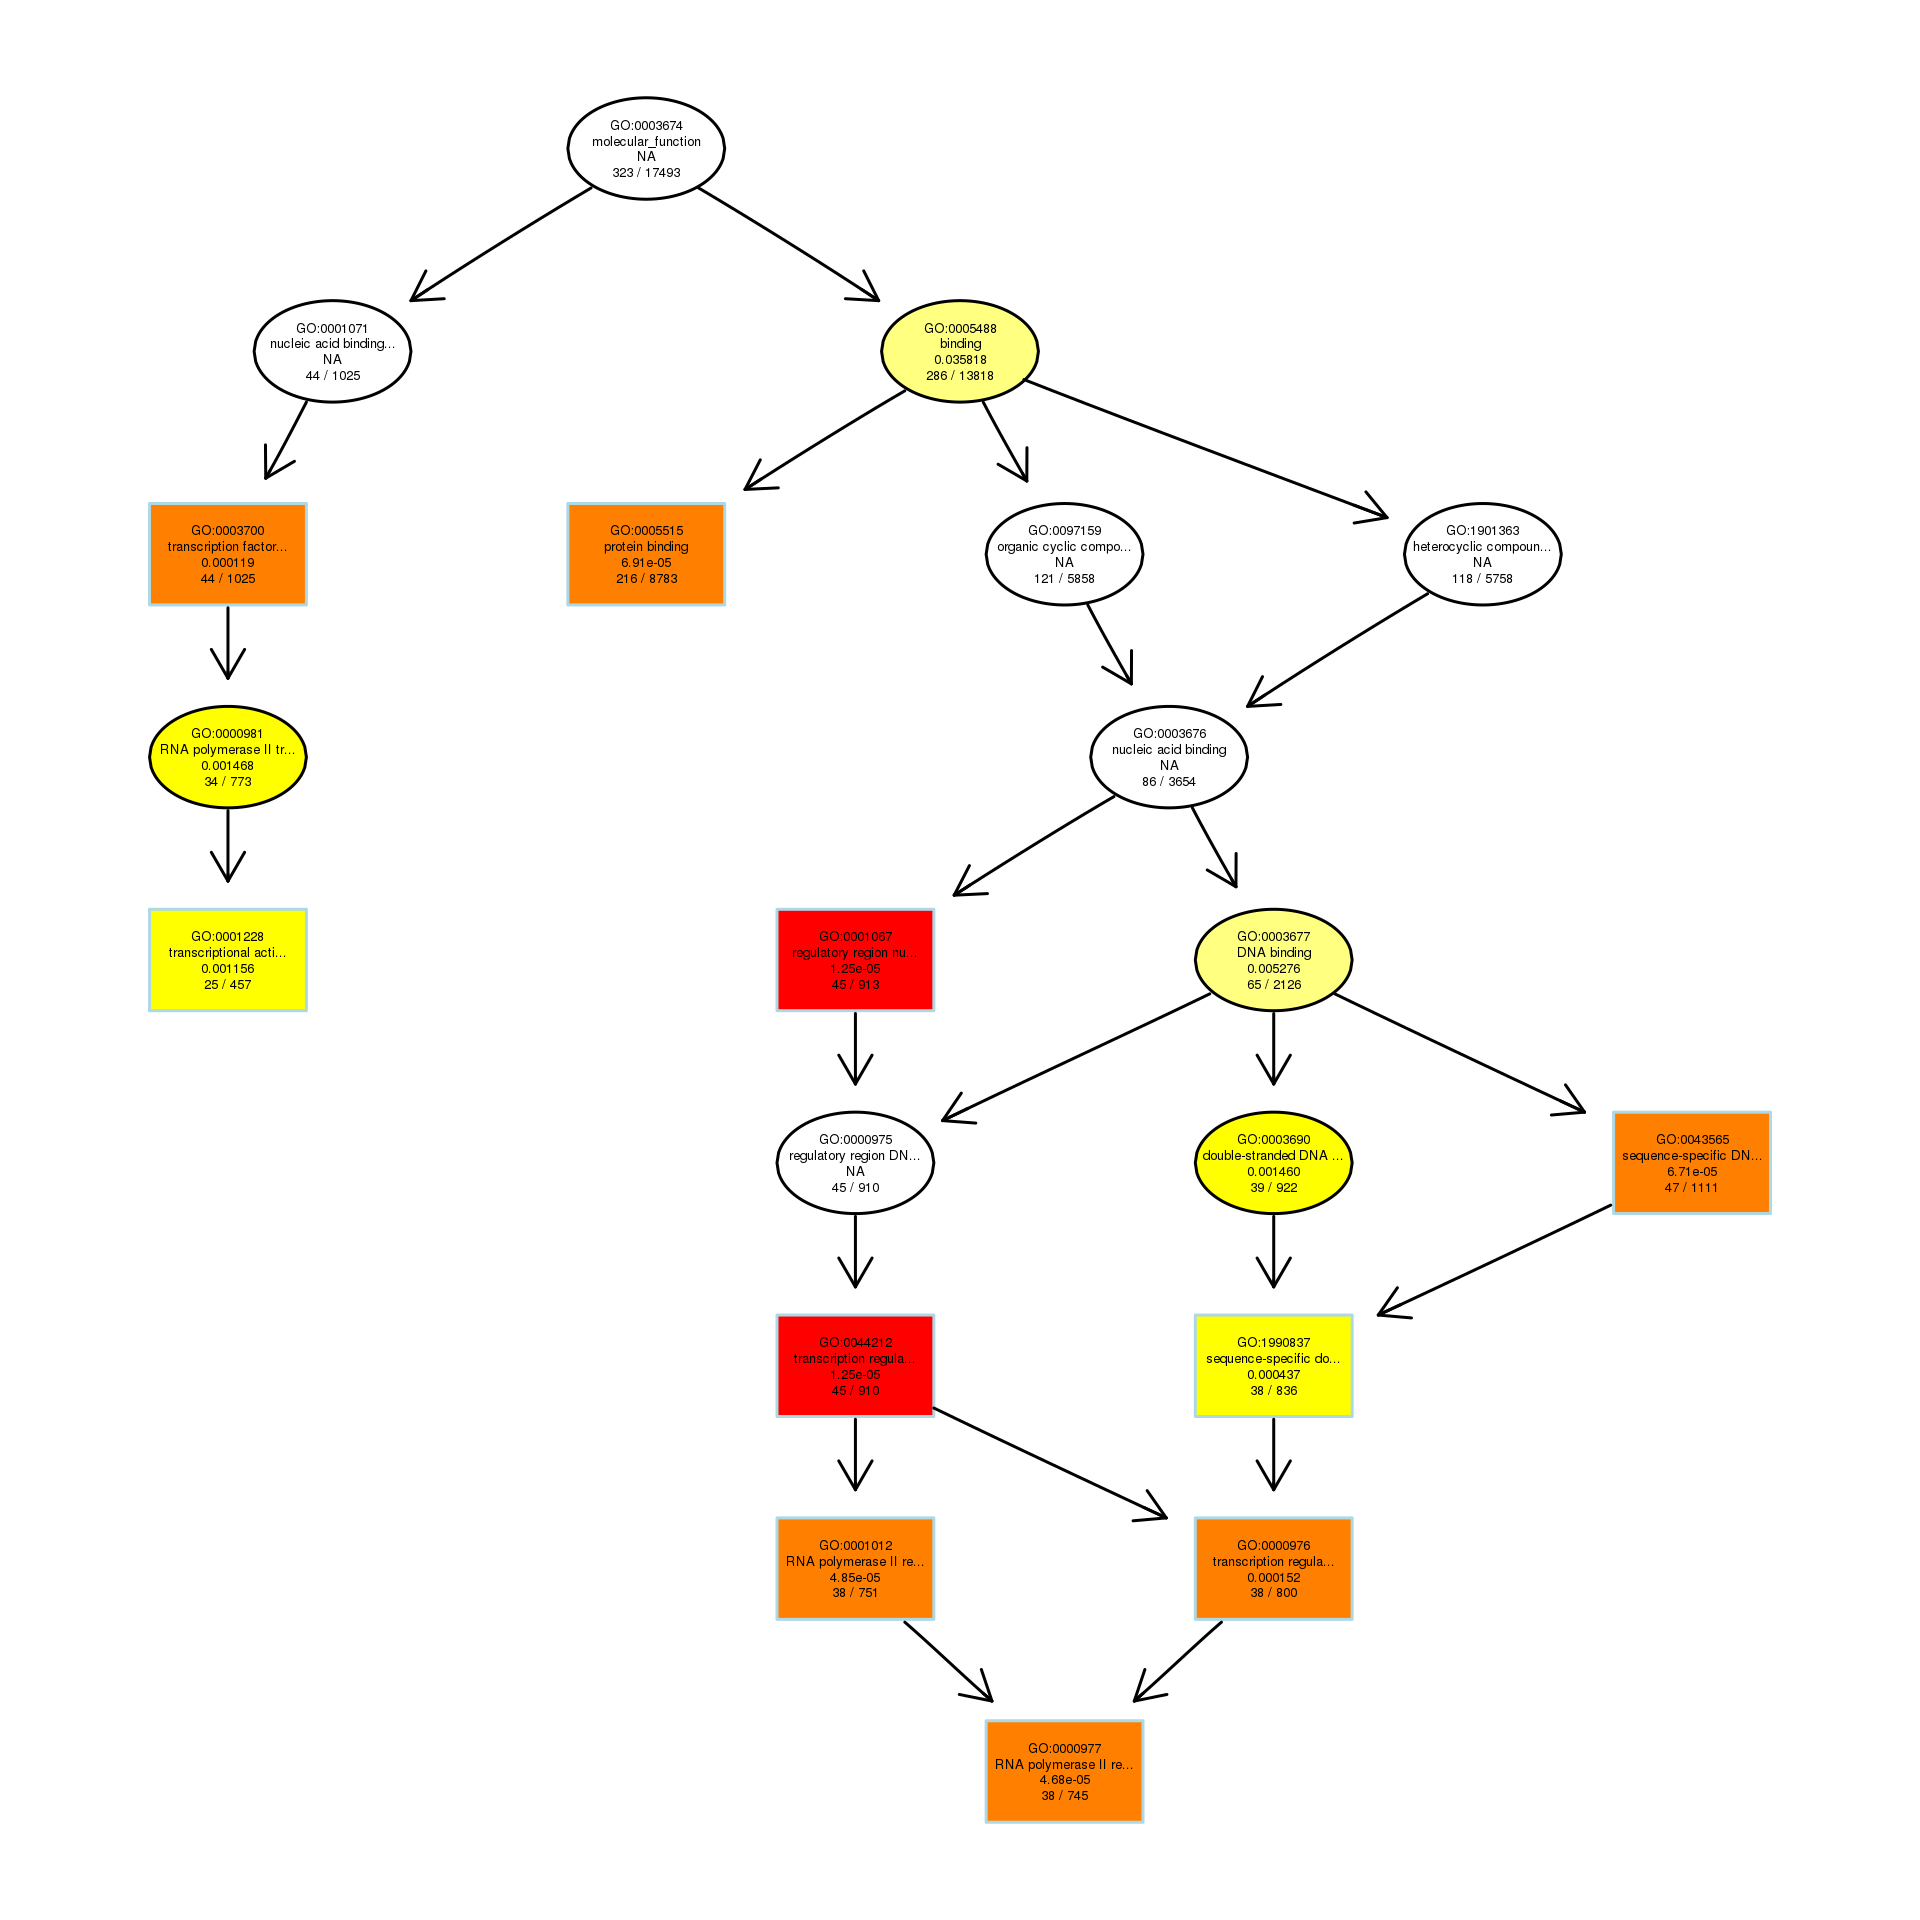 GO:0003674
molecular_function
NA
323 / 17493
GO:0001071
nucleic acid binding...
NA
44 / 1025
GO:0005488
binding
0.035818
286 / 13818
GO:0003700
transcription factor...
0.000119
44 / 1025
GO:0005515
protein binding
6.91e-05
216 / 8783
GO:0097159
organic cyclic compo...
NA
121 / 5858
GO:1901363
heterocyclic compoun...
NA
118 / 5758
GO:0000981
RNA polymerase II tr...
0.001468
34 / 773
GO:0003676
nucleic acid binding
NA
86 / 3654
GO:0001228
transcriptional acti...
0.001156
25 / 457
GO:0001067
regulatory region nu...
1.25e-05
45 / 913
GO:0003677
DNA binding
0.005276
65 / 2126
GO:0000975
regulatory region DN...
NA
45 / 910
GO:0003690
double-stranded DNA ...
0.001460
39 / 922
GO:0043565
sequence-specific DN...
6.71e-05
47 / 1111
GO:0044212
transcription regula...
1.25e-05
45 / 910
GO:1990837
sequence-specific do...
0.000437
38 / 836
GO:0001012
RNA polymerase II re...
4.85e-05
38 / 751
GO:0000976
transcription regula...
0.000152
38 / 800
GO:0000977
RNA polymerase II re...
4.68e-05
38 / 745